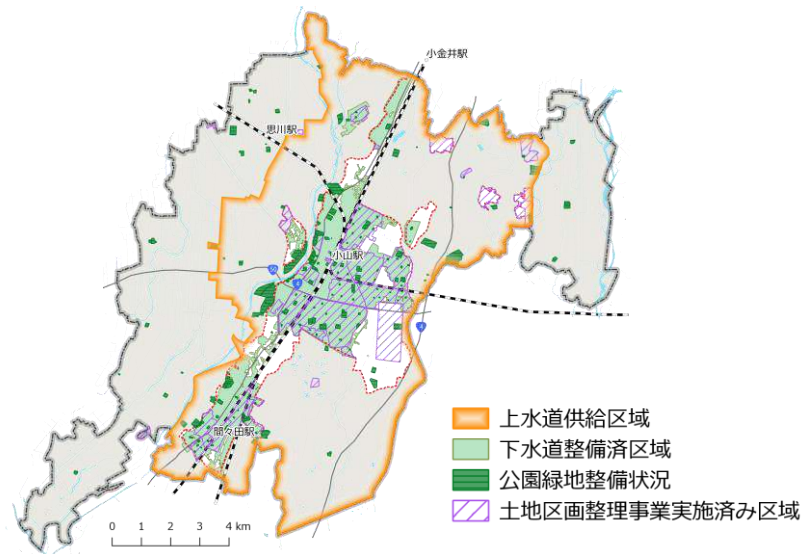 小金井駅
思川駅
小山駅
50
4
4
間々田駅
上水道供給区域
下水道整備済区域
公園緑地整備状況
土地区画整理事業実施済み区域
0 1 2 3 4 km